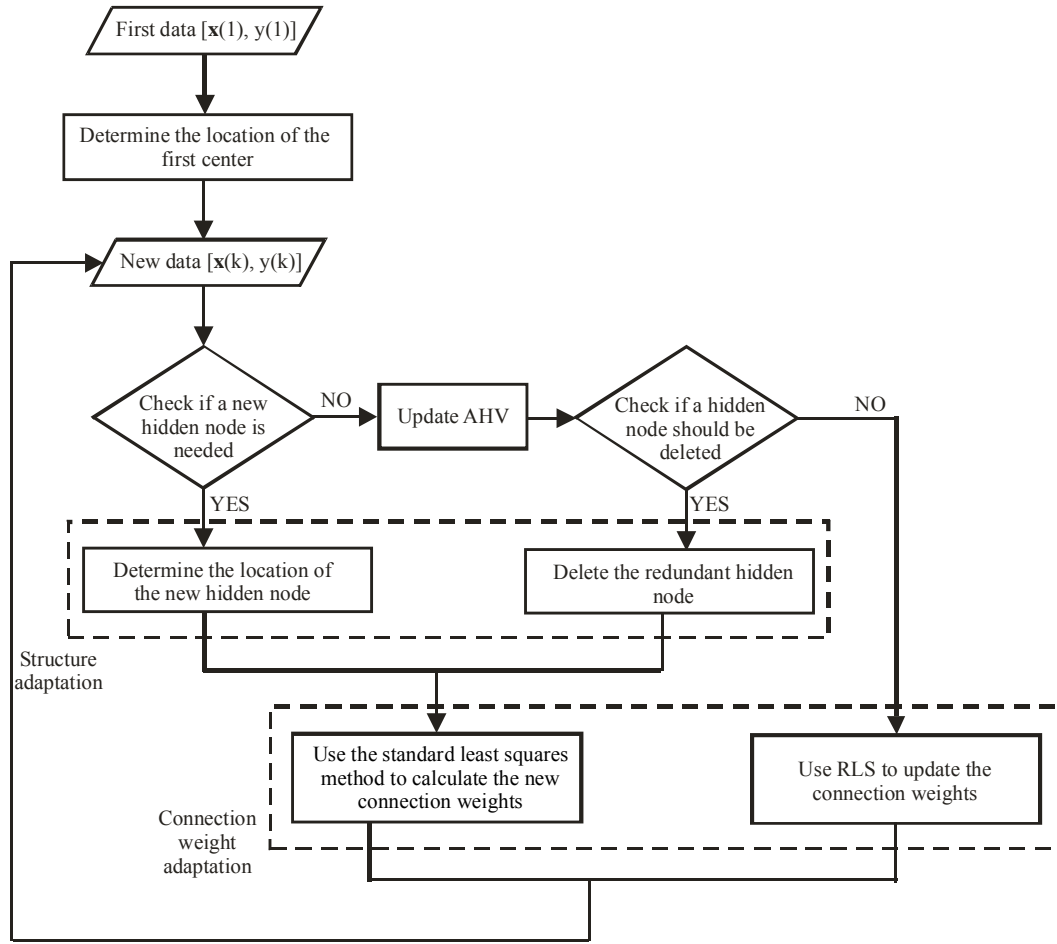 First data [x(1), y(1)]
Determine the location of the
first center
New data [x(k), y(k)]
Check if a new
hidden node is
needed
NO
Update AHV
Check if a hidden
node should be
deleted
NO
YES
YES
Determine the location of
the new hidden node
Delete the redundant hidden
node
Structure
adaptation
Use the standard least squares
method to calculate the new
connection weights
Use RLS to update the
connection weights
Connection
weight
adaptation